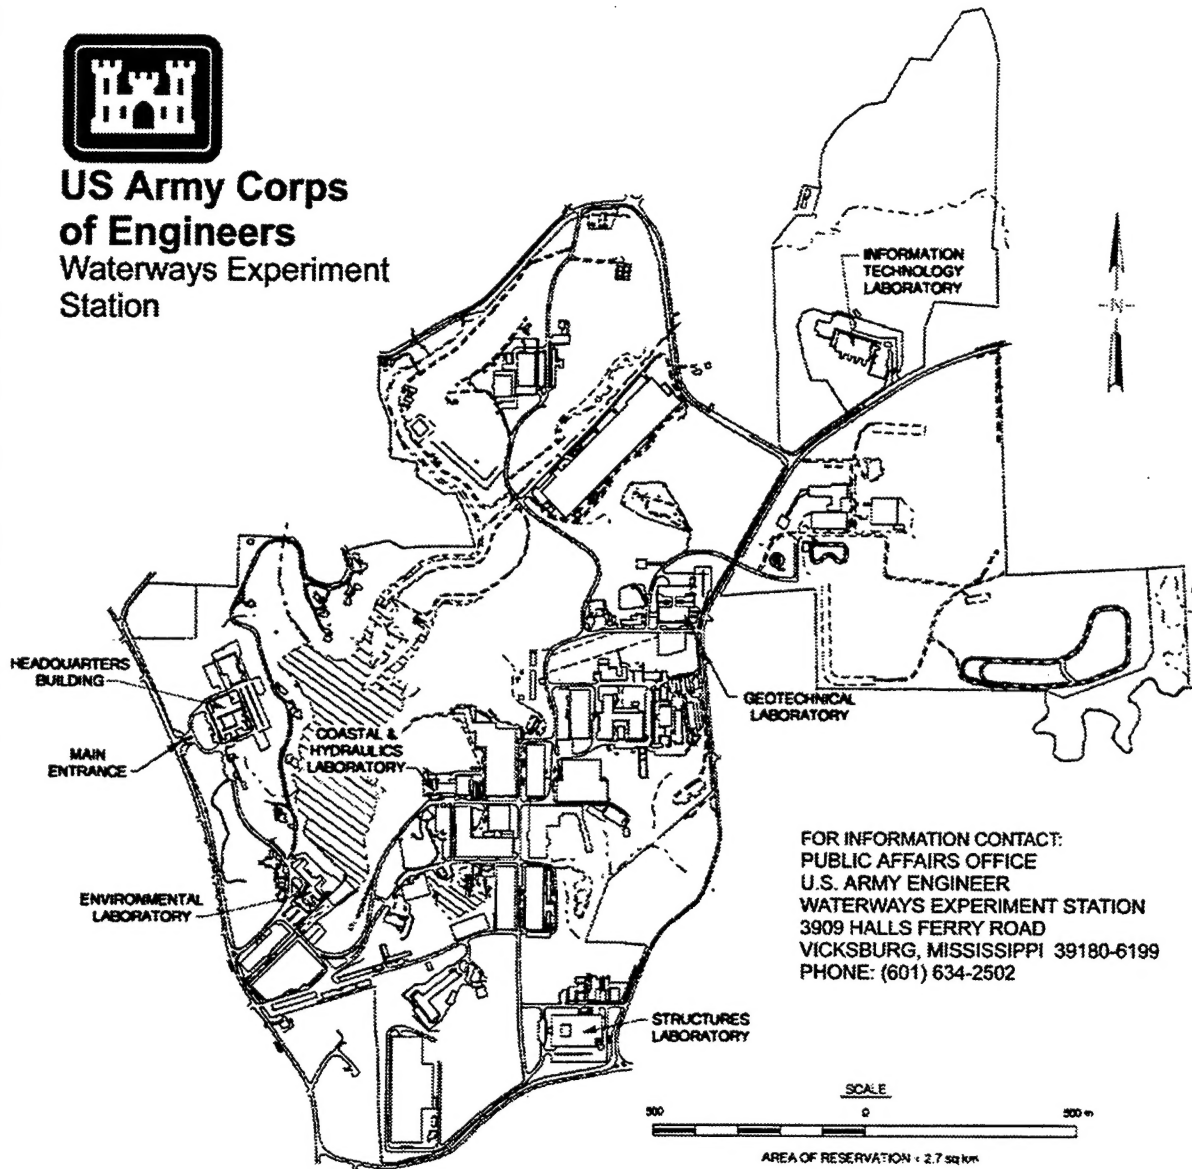 US Army Corps
of Engineers
Waterways Experiment
Station
INFORMATION
TECHNOLOGY
LABORATORY
N
HEADQUARTERS
BUILDING
MAIN
ENTRANCE
COASTAL &
HYDRAULICS
LABORATORY
GEOTECHNICAL
LABORATORY
ENVIRONMENTAL
LABORATORY
STRUCTURES
LABORATORY
FOR INFORMATION CONTACT:
PUBLIC AFFAIRS OFFICE
U.S. ARMY ENGINEER
WATERWAYS EXPERIMENT STATION
3909 HALLS FERRY ROAD
VICKSBURG, MISSISSIPPI 39180-6199
PHONE: (601) 634-2502
SCALE
500 0 500 m
AREA OF RESERVATION : 2.7 sq km